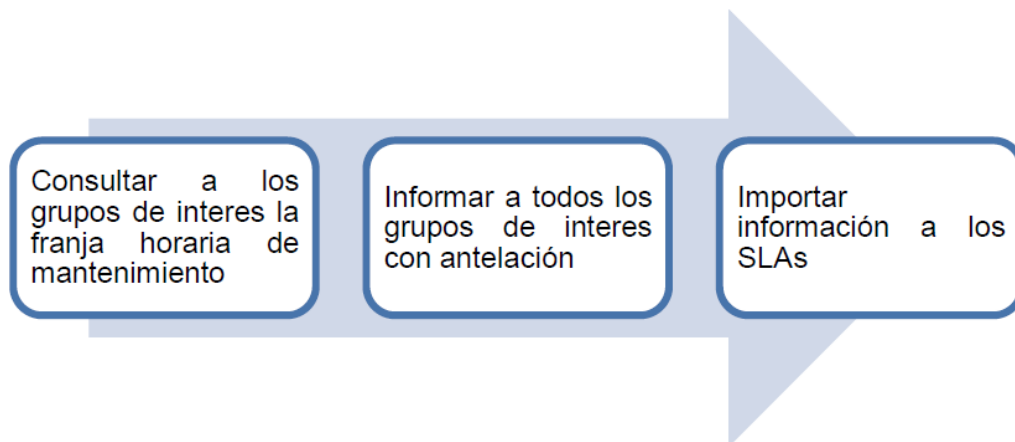 Consultar a los
grupos de interes la
franja horaria de
mantenimiento
Informar a todos los
grupos de interes
con antelación
Importar
información a los
SLAs